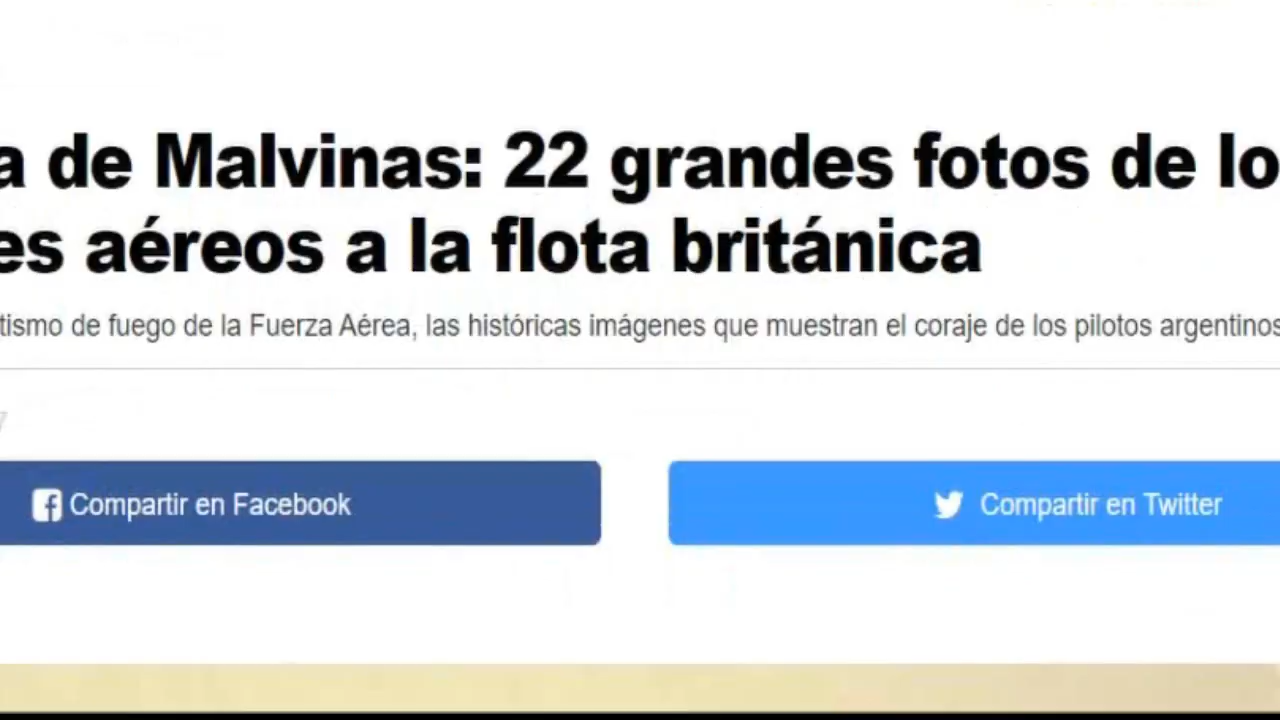 a de Malvinas: 22 grandes fotos de lo
es aéreos a la flota británica
tismo de fuego de la Fuerza Aérea, las históricas imágenes que muestran el coraje de los pilotos argentinos
Compartir en Facebook
Compartir en Twitter